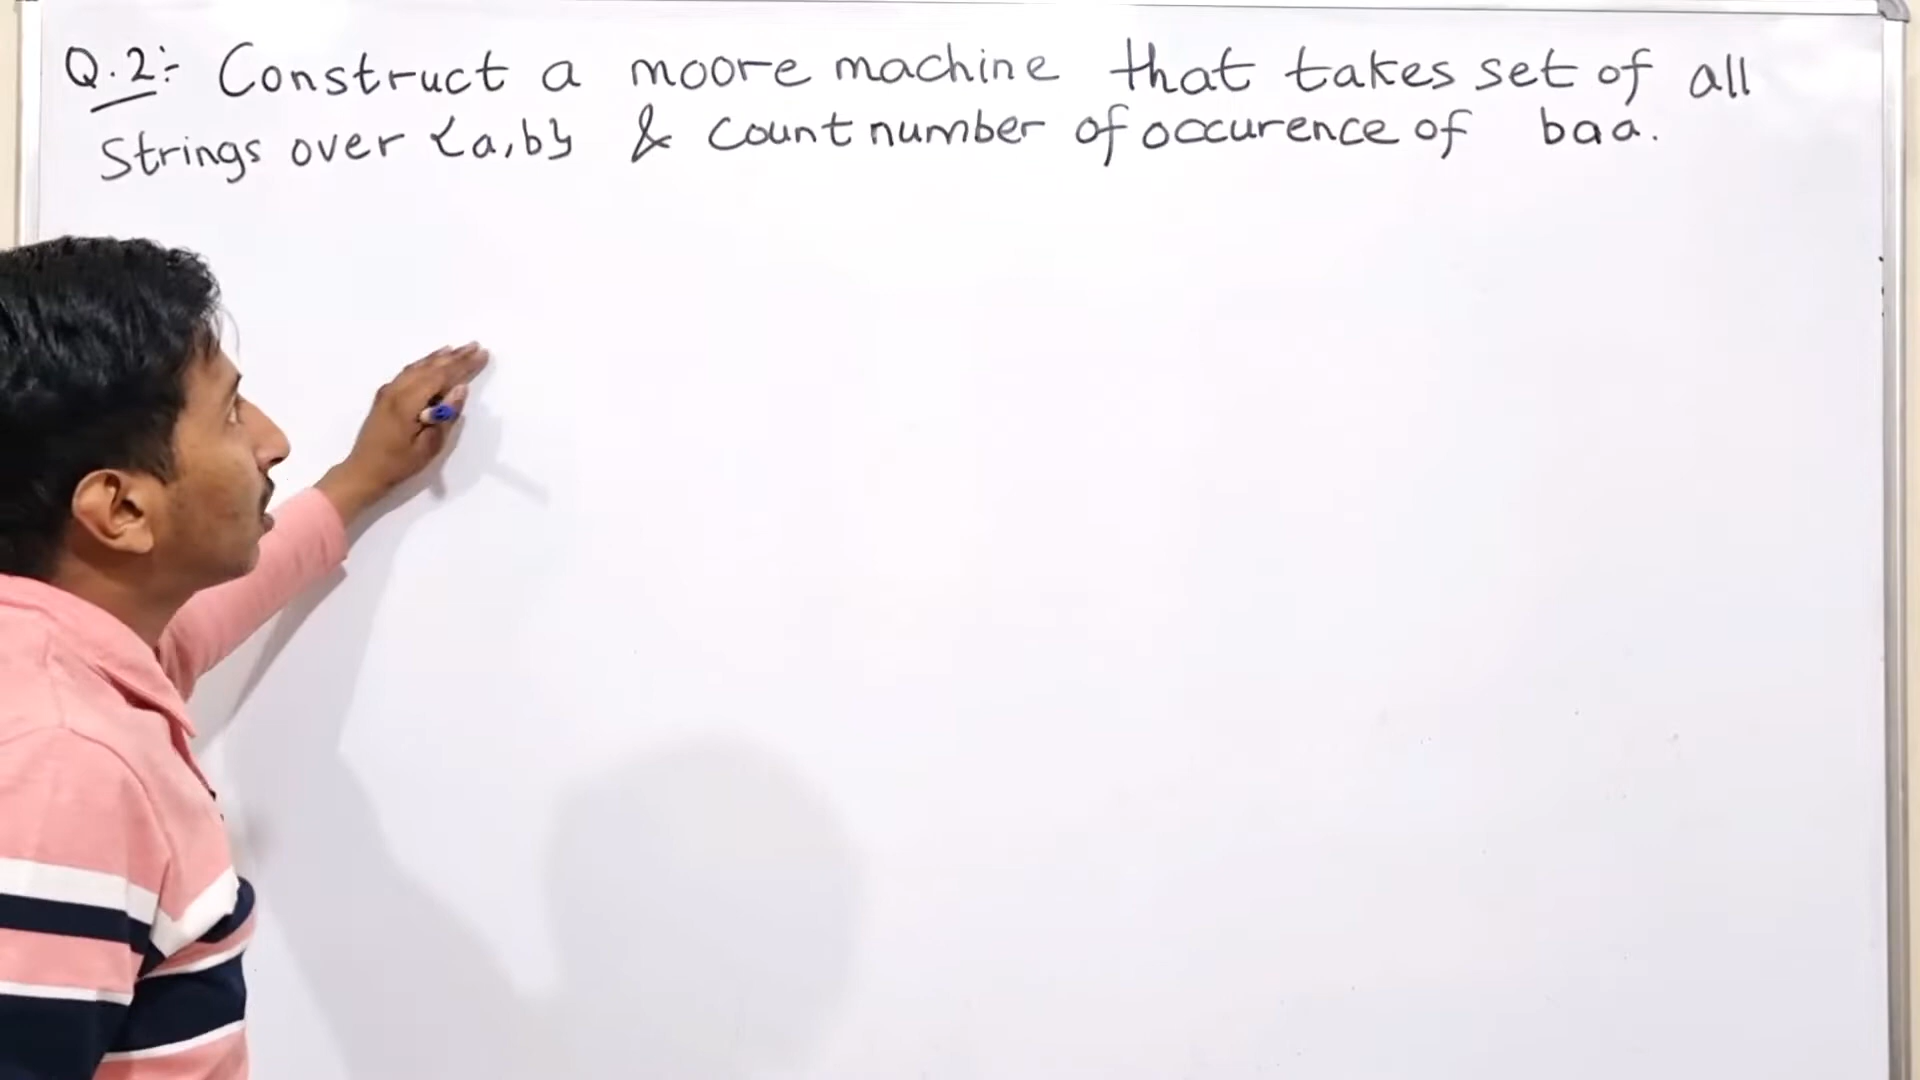 Q.2:- Construct a moore machine that takes set of all
Strings over {a,b} & count number of occurence of baa.